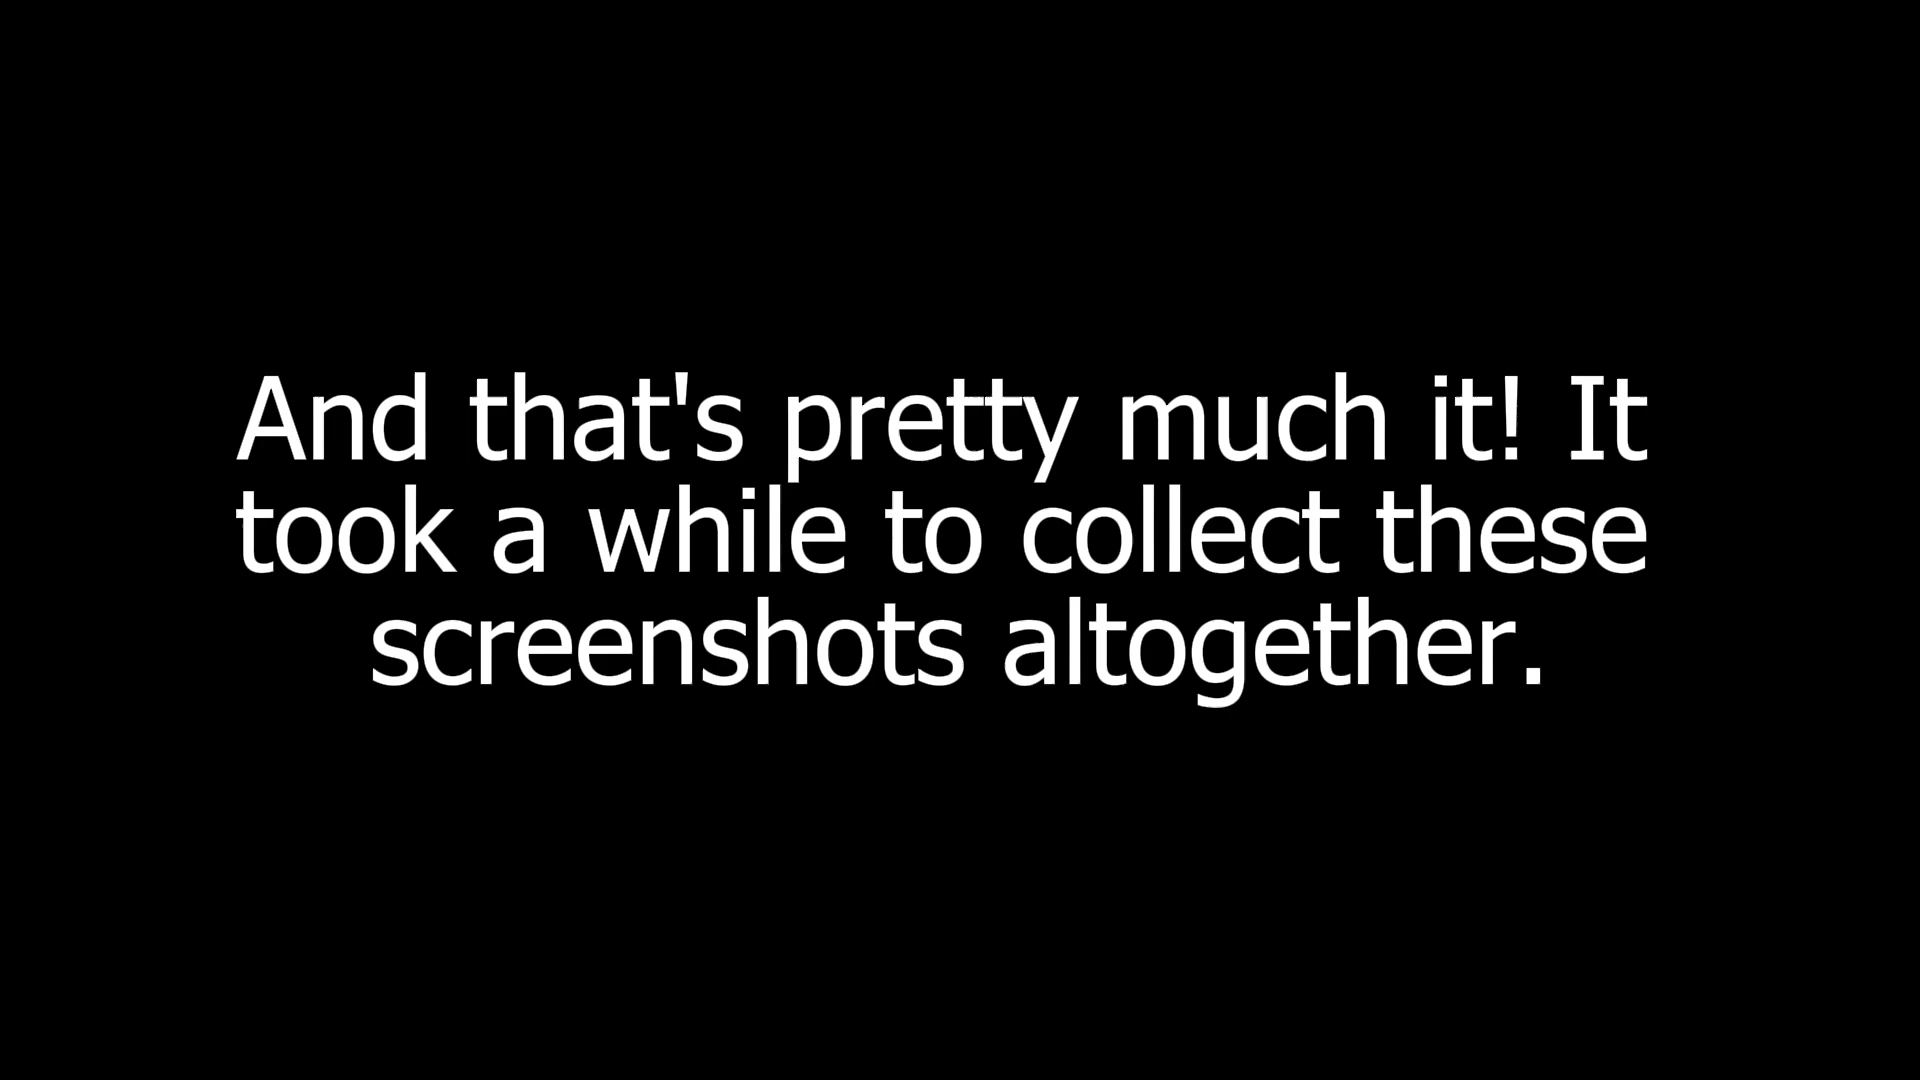 And that's pretty much it! It
took a while to collect these
screenshots altogether.